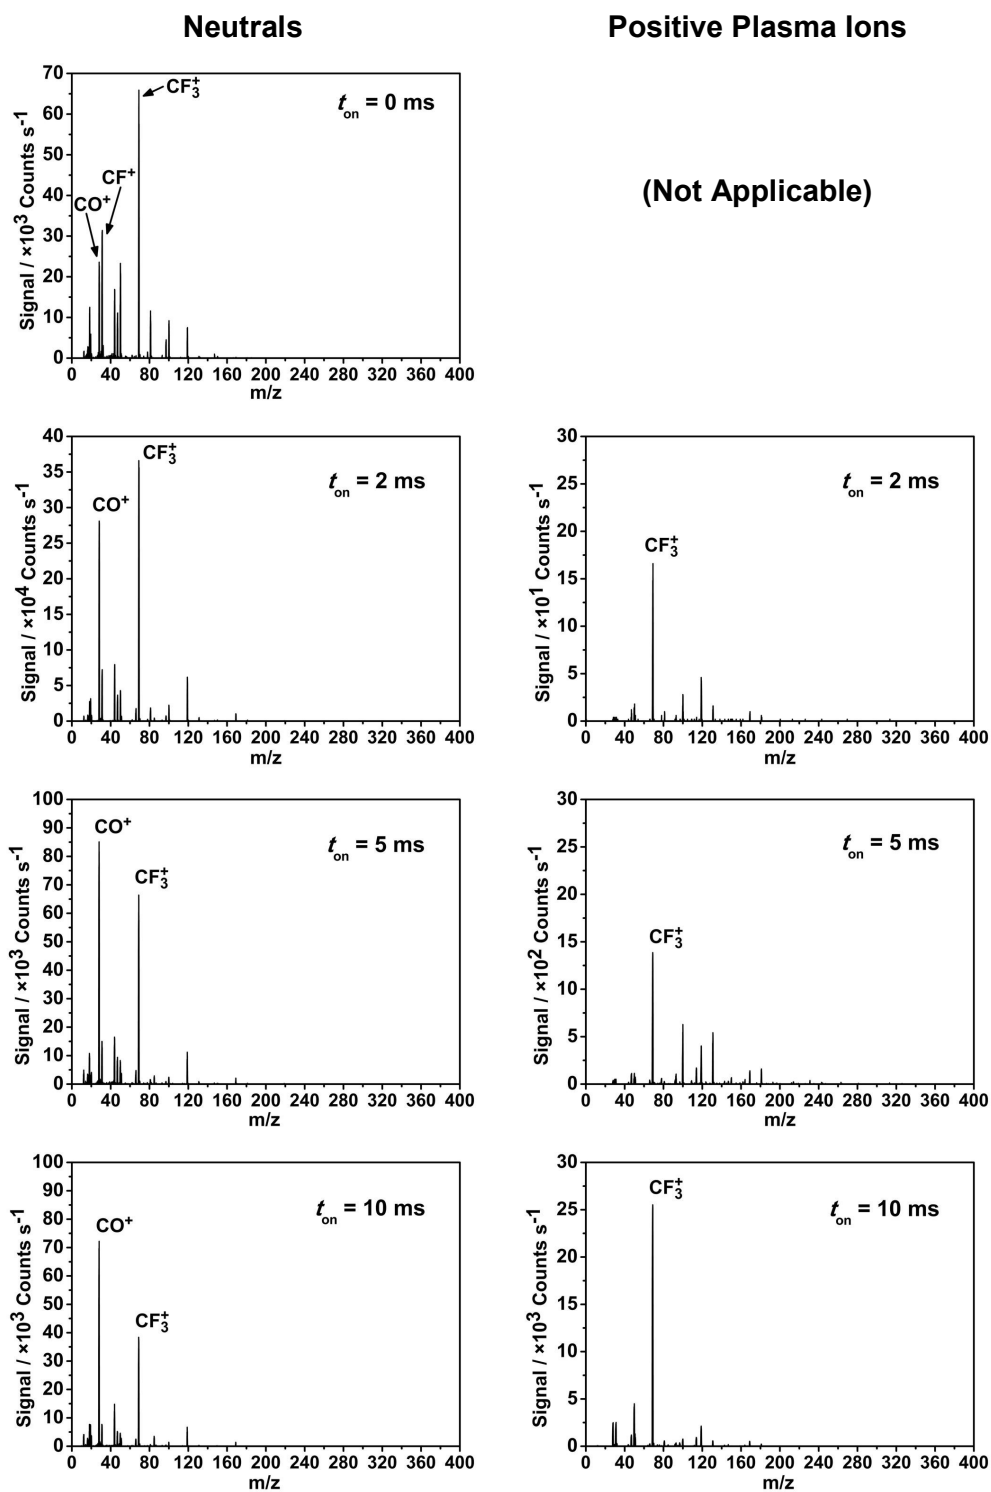 Neutrals
Positive Plasma Ions
CF₃⁺
t_on = 0 ms
CF⁺
CO⁺
Signal / ×10³ Counts s⁻¹
70
60
50
40
30
20
10
0
0 40 80 120 160 200 240 280 320 360 400
m/z
(Not Applicable)
CF₃⁺
t_on = 2 ms
CO⁺
Signal / ×10⁴ Counts s⁻¹
40
35
30
25
20
15
10
5
0
0 40 80 120 160 200 240 280 320 360 400
m/z
t_on = 2 ms
CF₃⁺
Signal / ×10¹ Counts s⁻¹
30
25
20
15
10
5
0
0 40 80 120 160 200 240 280 320 360 400
m/z
CO⁺
t_on = 5 ms
CF₃⁺
Signal / ×10³ Counts s⁻¹
100
90
80
70
60
50
40
30
20
10
0
0 40 80 120 160 200 240 280 320 360 400
m/z
t_on = 5 ms
CF₃⁺
Signal / ×10² Counts s⁻¹
30
25
20
15
10
5
0
0 40 80 120 160 200 240 280 320 360 400
m/z
t_on = 10 ms
CO⁺
CF₃⁺
Signal / ×10³ Counts s⁻¹
100
90
80
70
60
50
40
30
20
10
0
0 40 80 120 160 200 240 280 320 360 400
m/z
CF₃⁺
t_on = 10 ms
Signal / ×10³ Counts s⁻¹
30
25
20
15
10
5
0
0 40 80 120 160 200 240 280 320 360 400
m/z